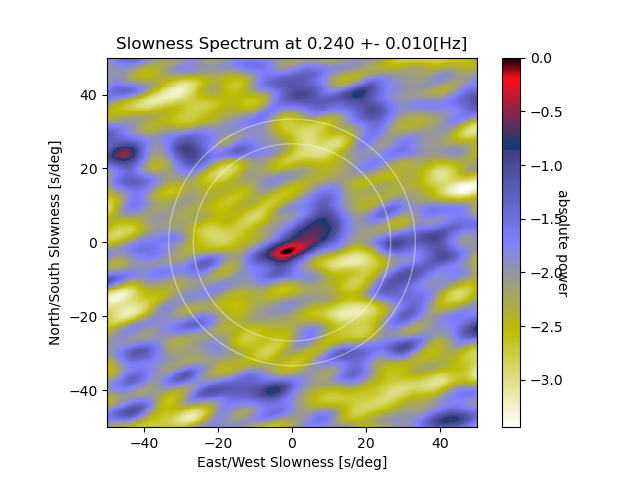 Slowness Spectrum at 0.240 +- 0.010[Hz]
North/South Slowness [s/deg]
40
20
0
−20
−40
−40 −20 0 20 40
East/West Slowness [s/deg]
0.0
−0.5
−1.0
−1.5
−2.0
−2.5
−3.0
absolute power